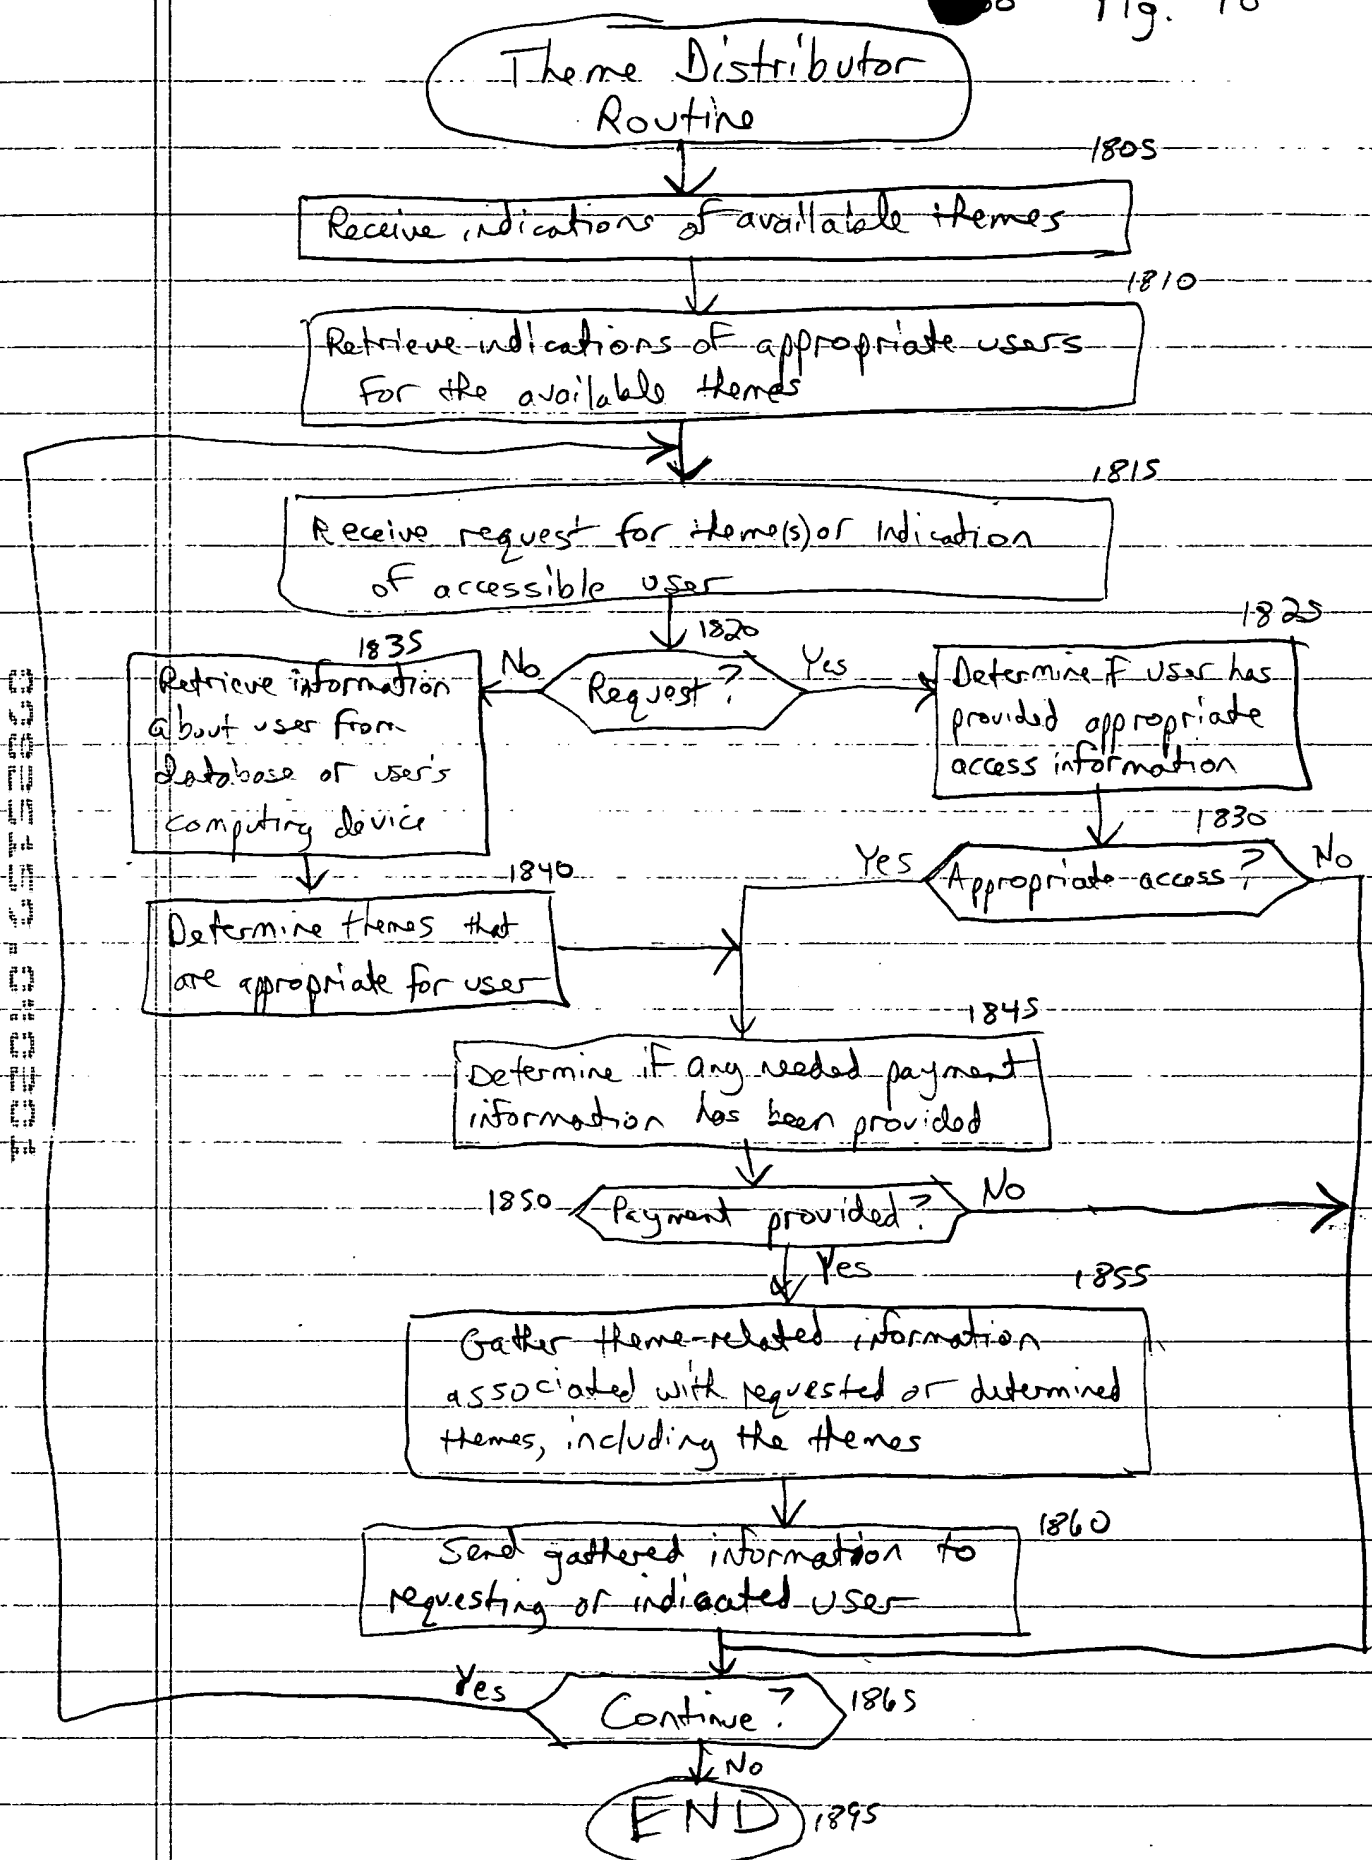 Fig. 18
Theme Distributor
Routine
1805
Receive indications of available themes
1810
Retrieve indications of appropriate users
for the available themes
1815
Receive request for theme(s) or indication
of accessible user
1820
Request?
No
Yes
1835
Retrieve information
about user from
database or user's
computing device
1825
Determine if user has
provided appropriate
access information
1830
Appropriate access?
Yes
No
1840
Determine themes that
are appropriate for user
1845
Determine if any needed payment
information has been provided
1850
Payment provided?
No
Yes
1855
Gather theme-related information
associated with requested or determined
themes, including the themes
1860
Send gathered information to
requesting or indicated user
Yes
Continue?
1865
No
END
1895